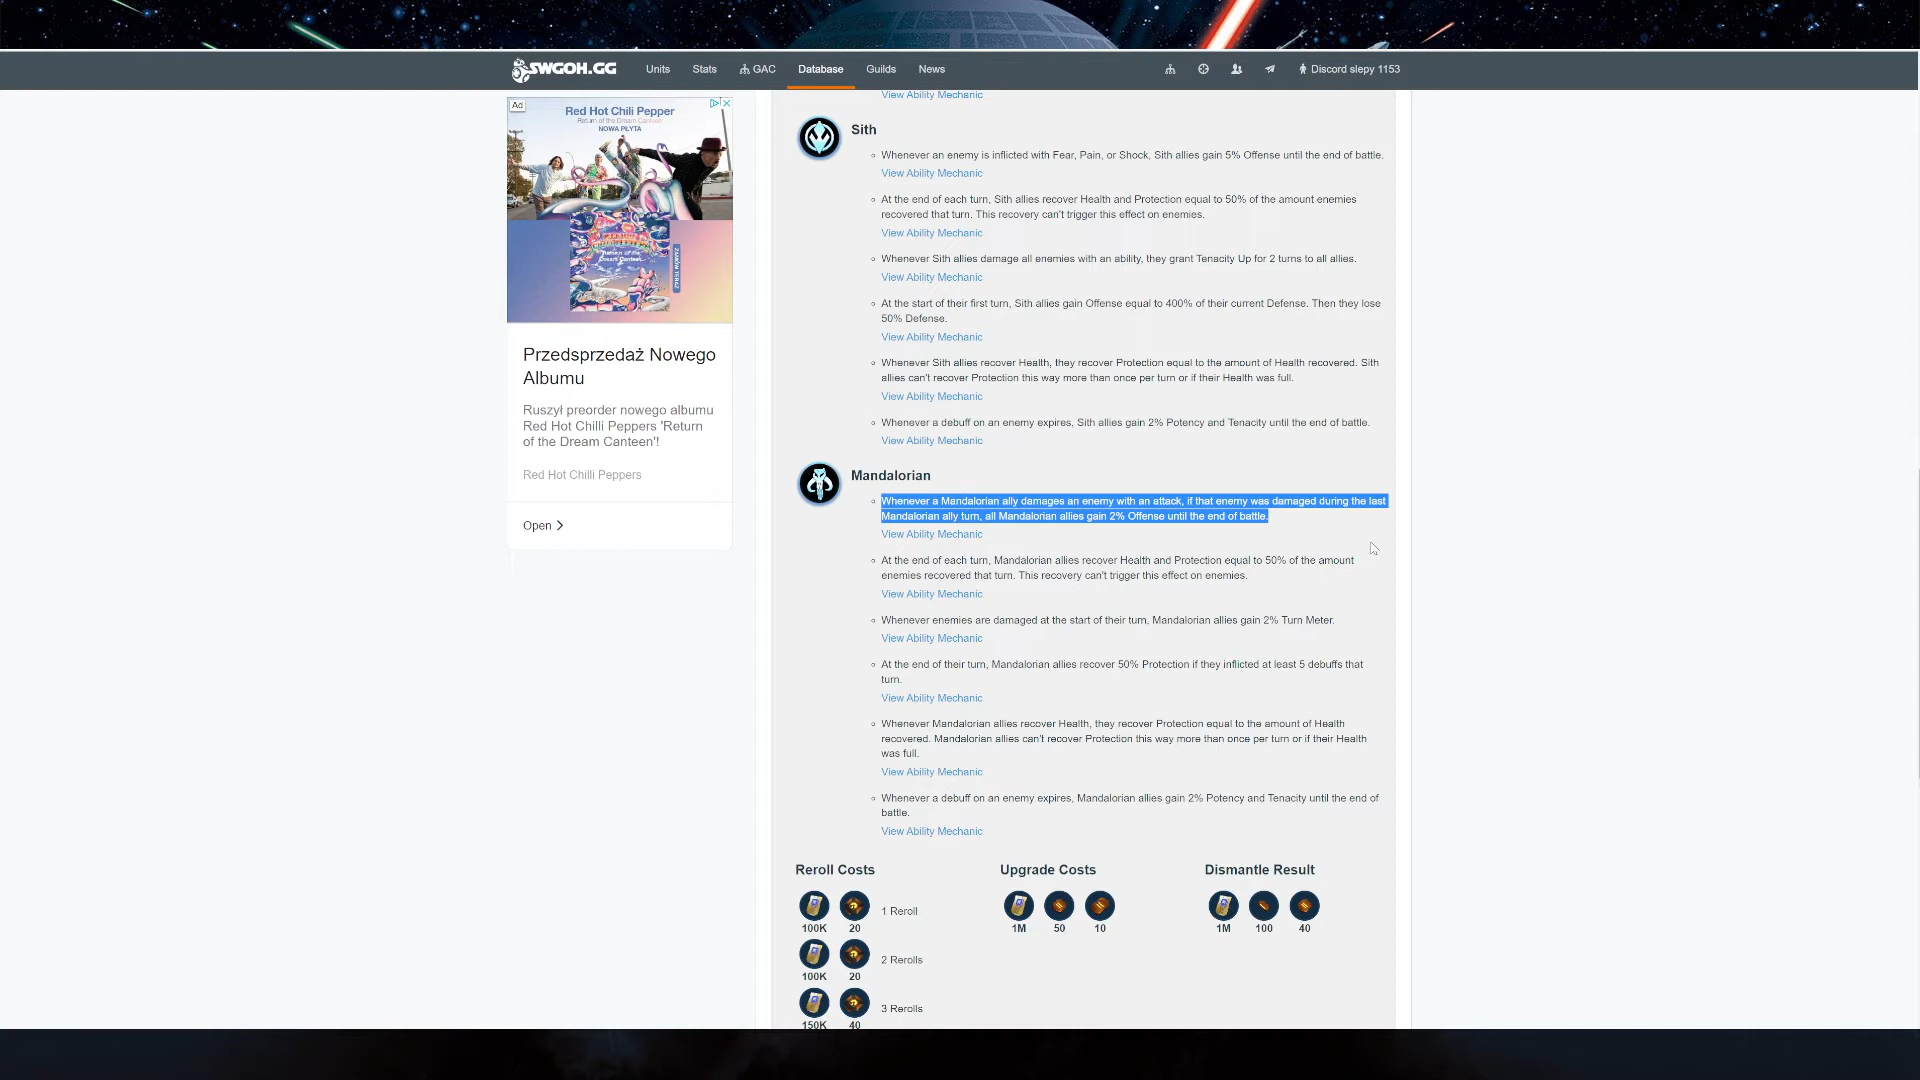 SWGOH.GG Units Stats GAC Database Guilds News Discord slepy 1153
Ad
Red Hot Chili Pepper
Return of the Dream Canteen
NOWA PŁYTA
ZAMÓW TERAZ
Przedsprzedaż Nowego
Albumu
Ruszył preorder nowego albumu
Red Hot Chilli Peppers 'Return
of the Dream Canteen'!
Red Hot Chilli Peppers
Open
View Ability Mechanic
Sith
Whenever an enemy is inflicted with Fear, Pain, or Shock, Sith allies gain 5% Offense until the end of battle.
View Ability Mechanic
At the end of each turn, Sith allies recover Health and Protection equal to 50% of the amount enemies
recovered that turn. This recovery can't trigger this effect on enemies.
View Ability Mechanic
Whenever Sith allies damage all enemies with an ability, they grant Tenacity Up for 2 turns to all allies.
View Ability Mechanic
At the start of their first turn, Sith allies gain Offense equal to 400% of their current Defense. Then they lose
50% Defense.
View Ability Mechanic
Whenever Sith allies recover Health, they recover Protection equal to the amount of Health recovered. Sith
allies can't recover Protection this way more than once per turn or if their Health was full.
View Ability Mechanic
Whenever a debuff on an enemy expires, Sith allies gain 2% Potency and Tenacity until the end of battle.
View Ability Mechanic
Mandalorian
Whenever a Mandalorian ally damages an enemy with an attack, if that enemy was damaged during the last
Mandalorian ally turn, all Mandalorian allies gain 2% Offense until the end of battle.
View Ability Mechanic
At the end of each turn, Mandalorian allies recover Health and Protection equal to 50% of the amount
enemies recovered that turn. This recovery can't trigger this effect on enemies.
View Ability Mechanic
Whenever enemies are damaged at the start of their turn, Mandalorian allies gain 2% Turn Meter.
View Ability Mechanic
At the end of their turn, Mandalorian allies recover 50% Protection if they inflicted at least 5 debuffs that
turn.
View Ability Mechanic
Whenever Mandalorian allies recover Health, they recover Protection equal to the amount of Health
recovered. Mandalorian allies can't recover Protection this way more than once per turn or if their Health
was full.
View Ability Mechanic
Whenever a debuff on an enemy expires, Mandalorian allies gain 2% Potency and Tenacity until the end of
battle.
View Ability Mechanic
Reroll Costs Upgrade Costs Dismantle Result
1 Reroll
100K 20 1M 50 10 1M 100 40
2 Rerolls
100K 20
3 Rerolls
150K 40